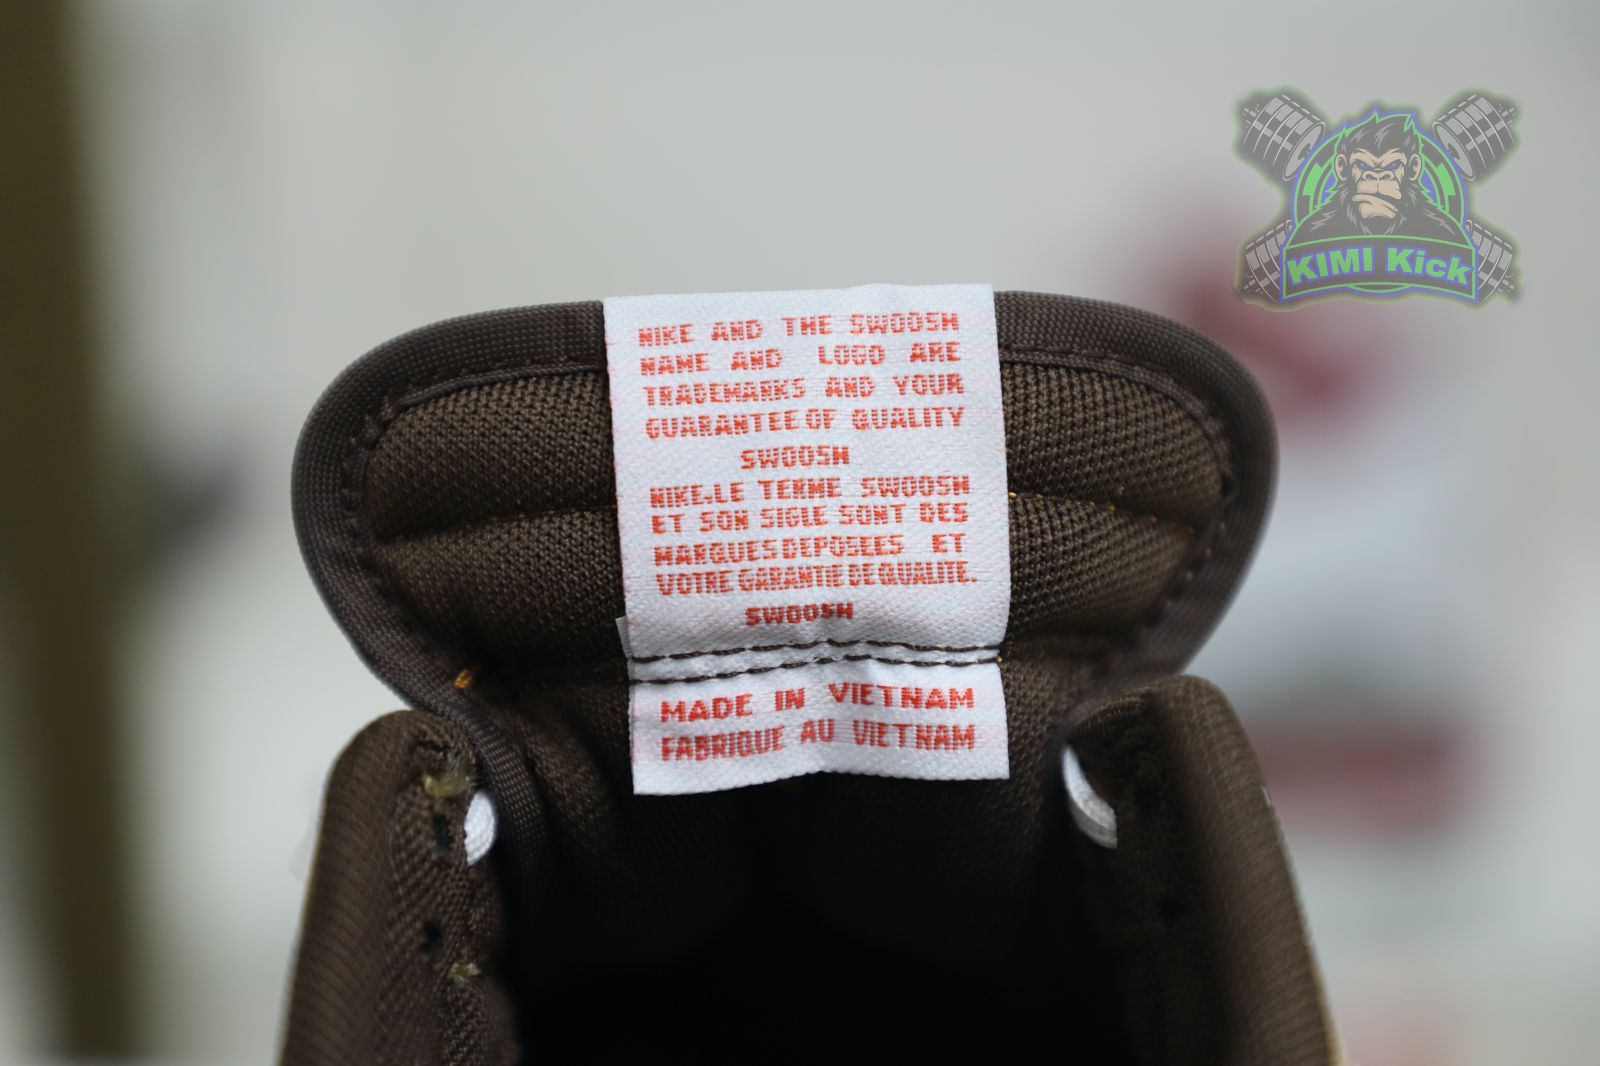 KIMI Kick
NIKE AND THE SWOOSH
NAME AND LOGO ARE
TRADEMARKS AND YOUR
GUARANTEE OF QUALITY
SWOOSH
NIKE.LE TERME SWOOSH
ET SON SIGLE SONT DES
MARQUES DEPOSEES ET
VOTRE GARANTIE DE QUALITE.
SWOOSH
MADE IN VIETNAM
FABRIQUE AU VIETNAM